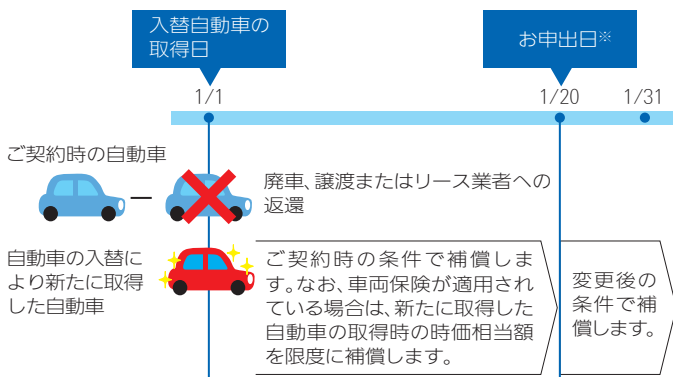 入替自動車の
取得日
お申出日※
1/1
1/20
1/31
ご契約時の自動車
廃車、譲渡またはリース業者への
返還
自動車の入替に
より新たに取得
した自動車
ご契約時の条件で補償しま
す。なお、車両保険が適用され
ている場合は、新たに取得した
自動車の取得時の時価相当額
を限度に補償します。
変更後の
条件で補
償します。